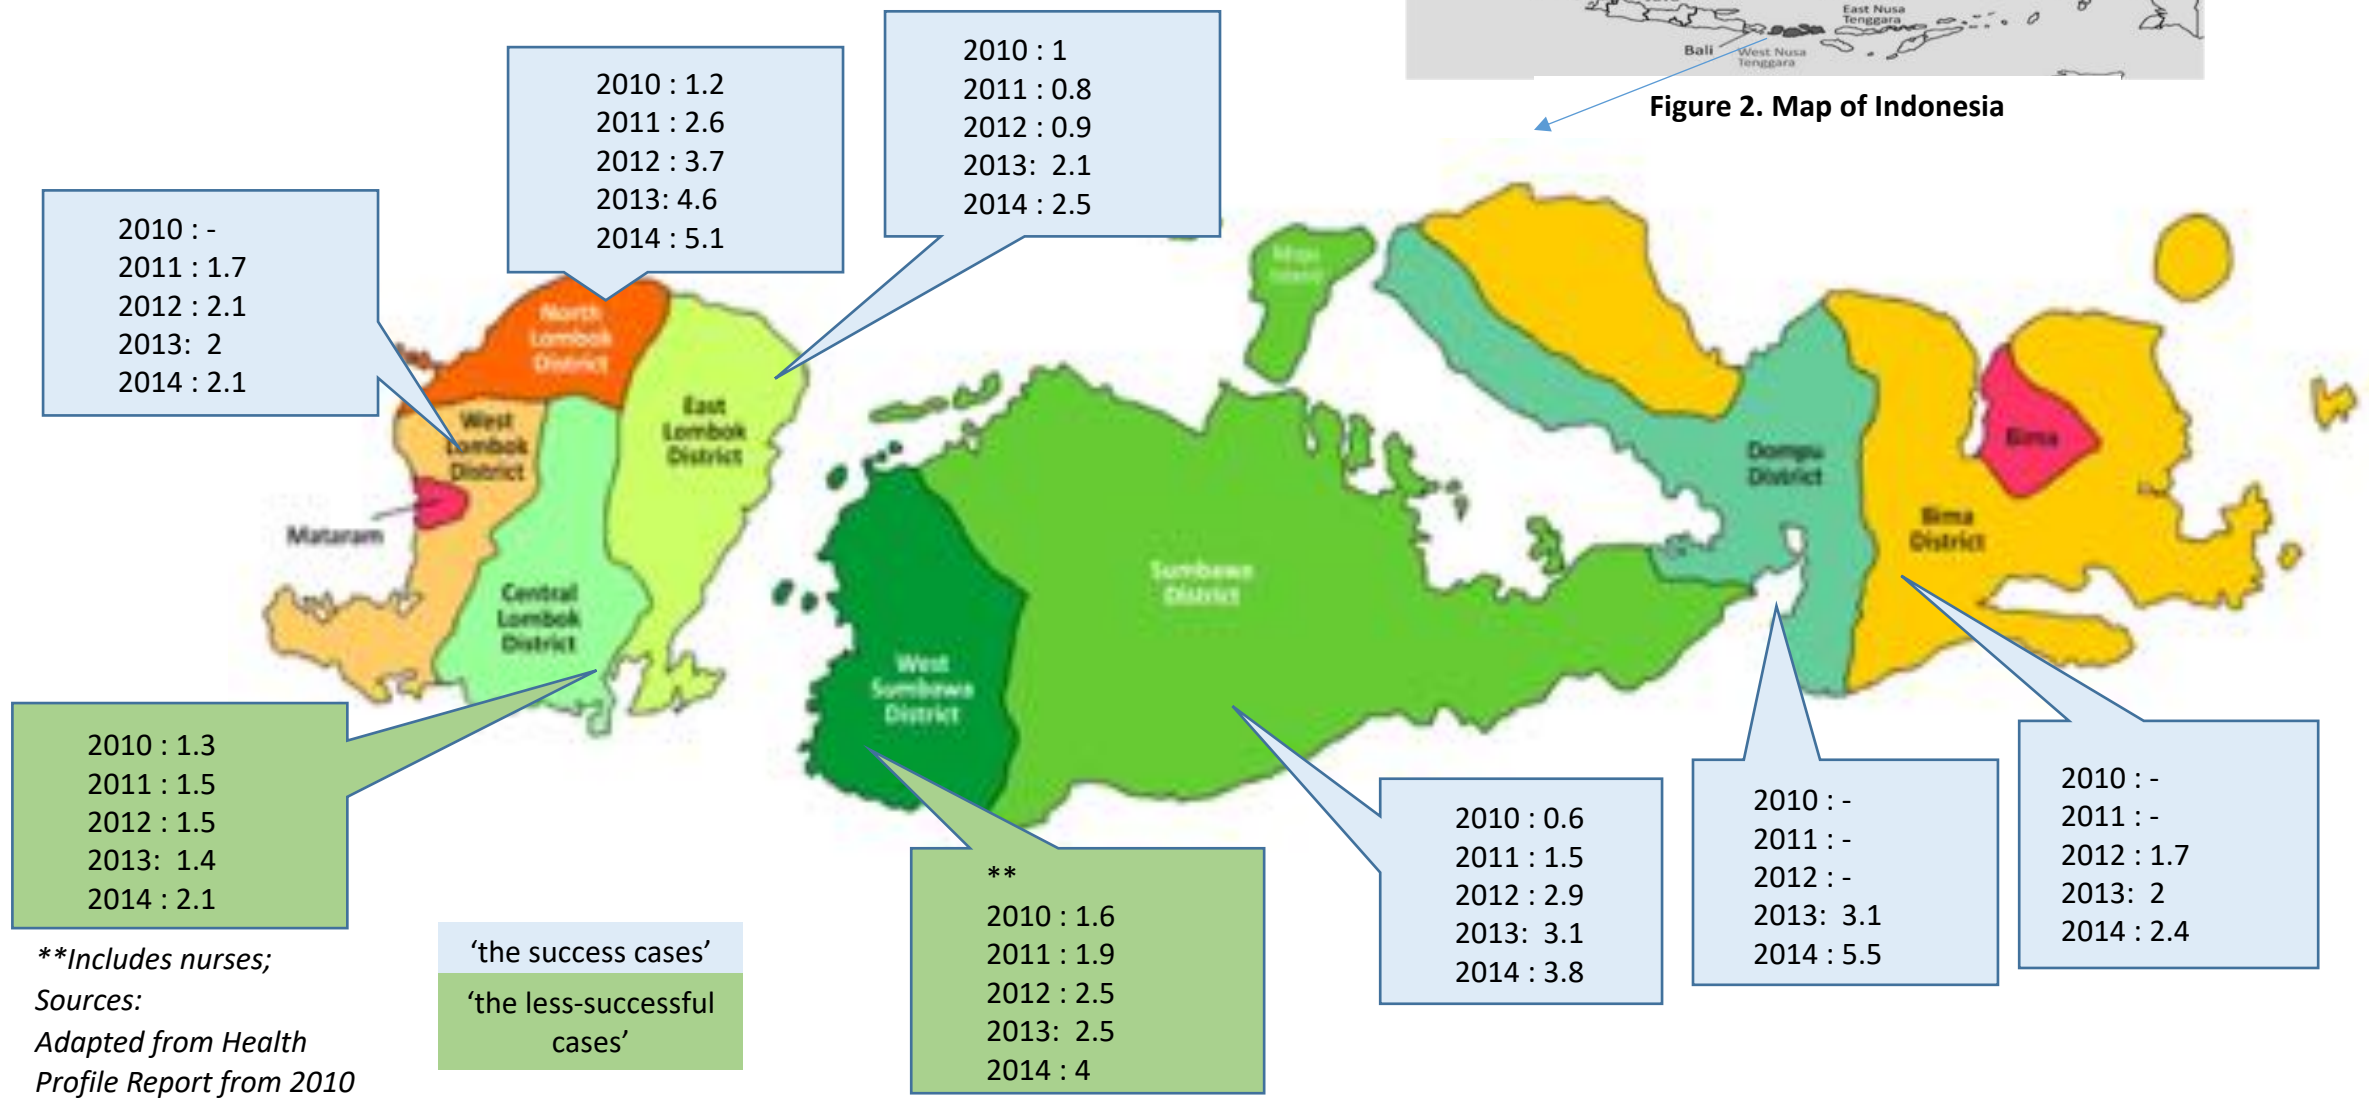 East Nusa
Tenggara
Bali
West Nusa
Tenggara
Figure 2. Map of Indonesia
2010 : 1
2011 : 0.8
2012 : 0.9
2013: 2.1
2014 : 2.5
2010 : 1.2
2011 : 2.6
2012 : 3.7
2013: 4.6
2014 : 5.1
2010 : -
2011 : 1.7
2012 : 2.1
2013: 2
2014 : 2.1
Moyo
Island
North
Lombok
District
West
Lombok
District
East
Lombok
District
Mataram
Central
Lombok
District
West
Sumbawa
District
Sumbawa
District
Dompu
District
Bima
District
Bima
2010 : 1.3
2011 : 1.5
2012 : 1.5
2013: 1.4
2014 : 2.1
**
2010 : 1.6
2011 : 1.9
2012 : 2.5
2013: 2.5
2014 : 4
2010 : 0.6
2011 : 1.5
2012 : 2.9
2013: 3.1
2014 : 3.8
2010 : -
2011 : -
2012 : -
2013: 3.1
2014 : 5.5
2010 : -
2011 : -
2012 : 1.7
2013: 2
2014 : 2.4
**Includes nurses;
Sources:
Adapted from Health
Profile Report from 2010
‘the success cases’
‘the less-successful
cases’